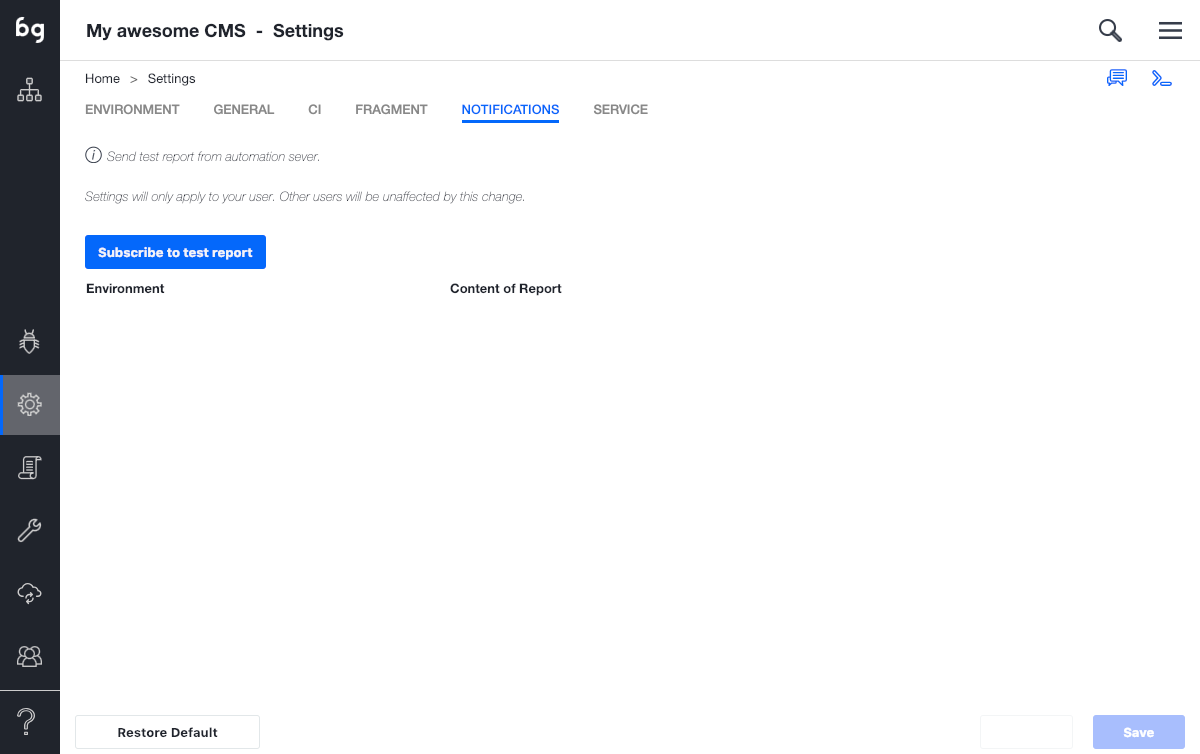 bg
My awesome CMS - Settings
Home > Settings
ENVIRONMENT GENERAL CI FRAGMENT NOTIFICATIONS SERVICE
i Send test report from automation sever.
Settings will only apply to your user. Other users will be unaffected by this change.
Subscribe to test report
Environment Content of Report
?
Restore Default Save